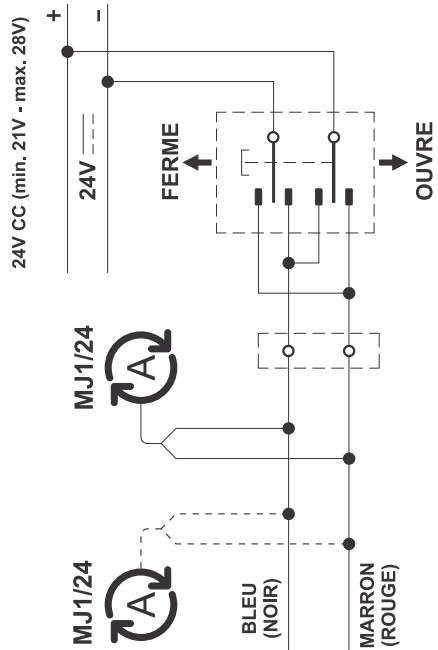 24V CC (min. 21V - max. 28V)
+
-
24V
FERME
OUVRE
MJ1/24
A
MJ1/24
A
BLEU
(NOIR)
MARRON
(ROUGE)